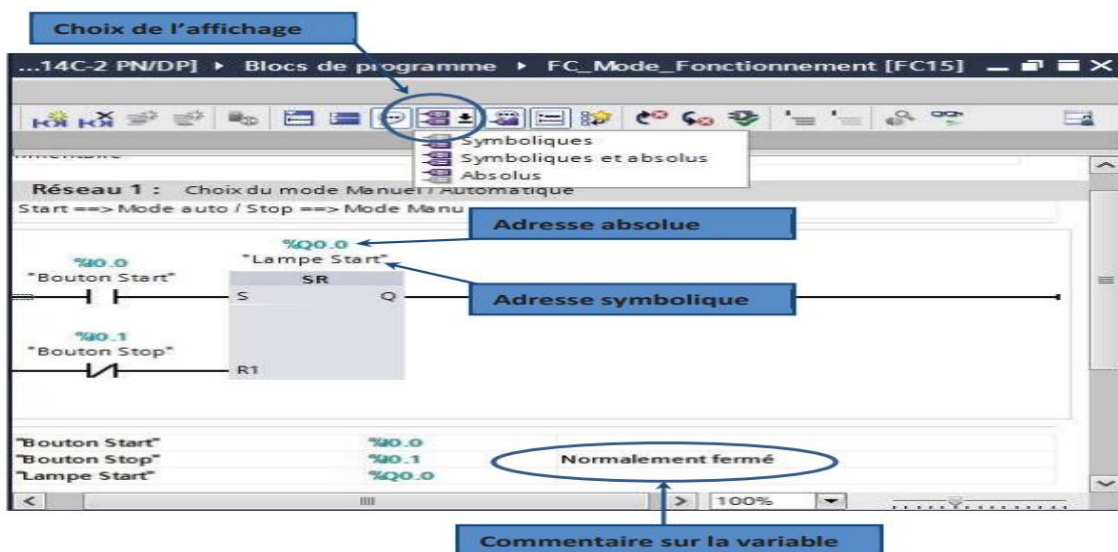 Choix de l'affichage
...14C-2 PN/DP] ▸ Blocs de programme ▸ FC_Mode_Fonctionnement [FC15]
Symboliques
Symboliques et absolus
Absolus
Réseau 1 : Choix du mode Manuel / Automatique
Start ==> Mode auto / Stop ==> Mode Manu
Adresse absolue
%Q0.0
"Lampe Start"
%I0.0
"Bouton Start"
SR
S Q
Adresse symbolique
%I0.1
"Bouton Stop"
R1
"Bouton Start" %I0.0
"Bouton Stop" %I0.1 Normalement fermé
"Lampe Start" %Q0.0
100%
Commentaire sur la variable